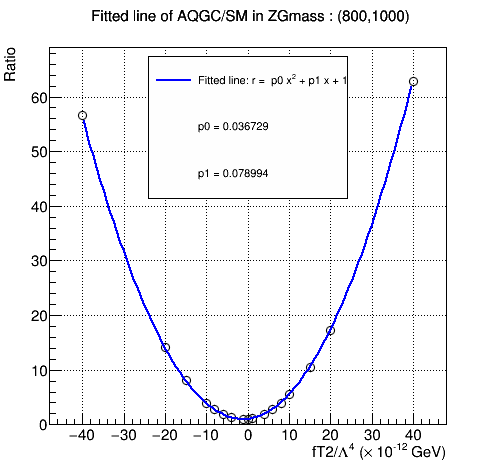 Fitted line of AQGC/SM in ZGmass : (800,1000)
Ratio
Fitted line: r = p0 x² + p1 x + 1
p0 = 0.036729
p1 = 0.078994
60
50
40
30
20
10
0
−40 −30 −20 −10 0 10 20 30 40
fT2/Λ⁴ (× 10⁻¹² GeV)